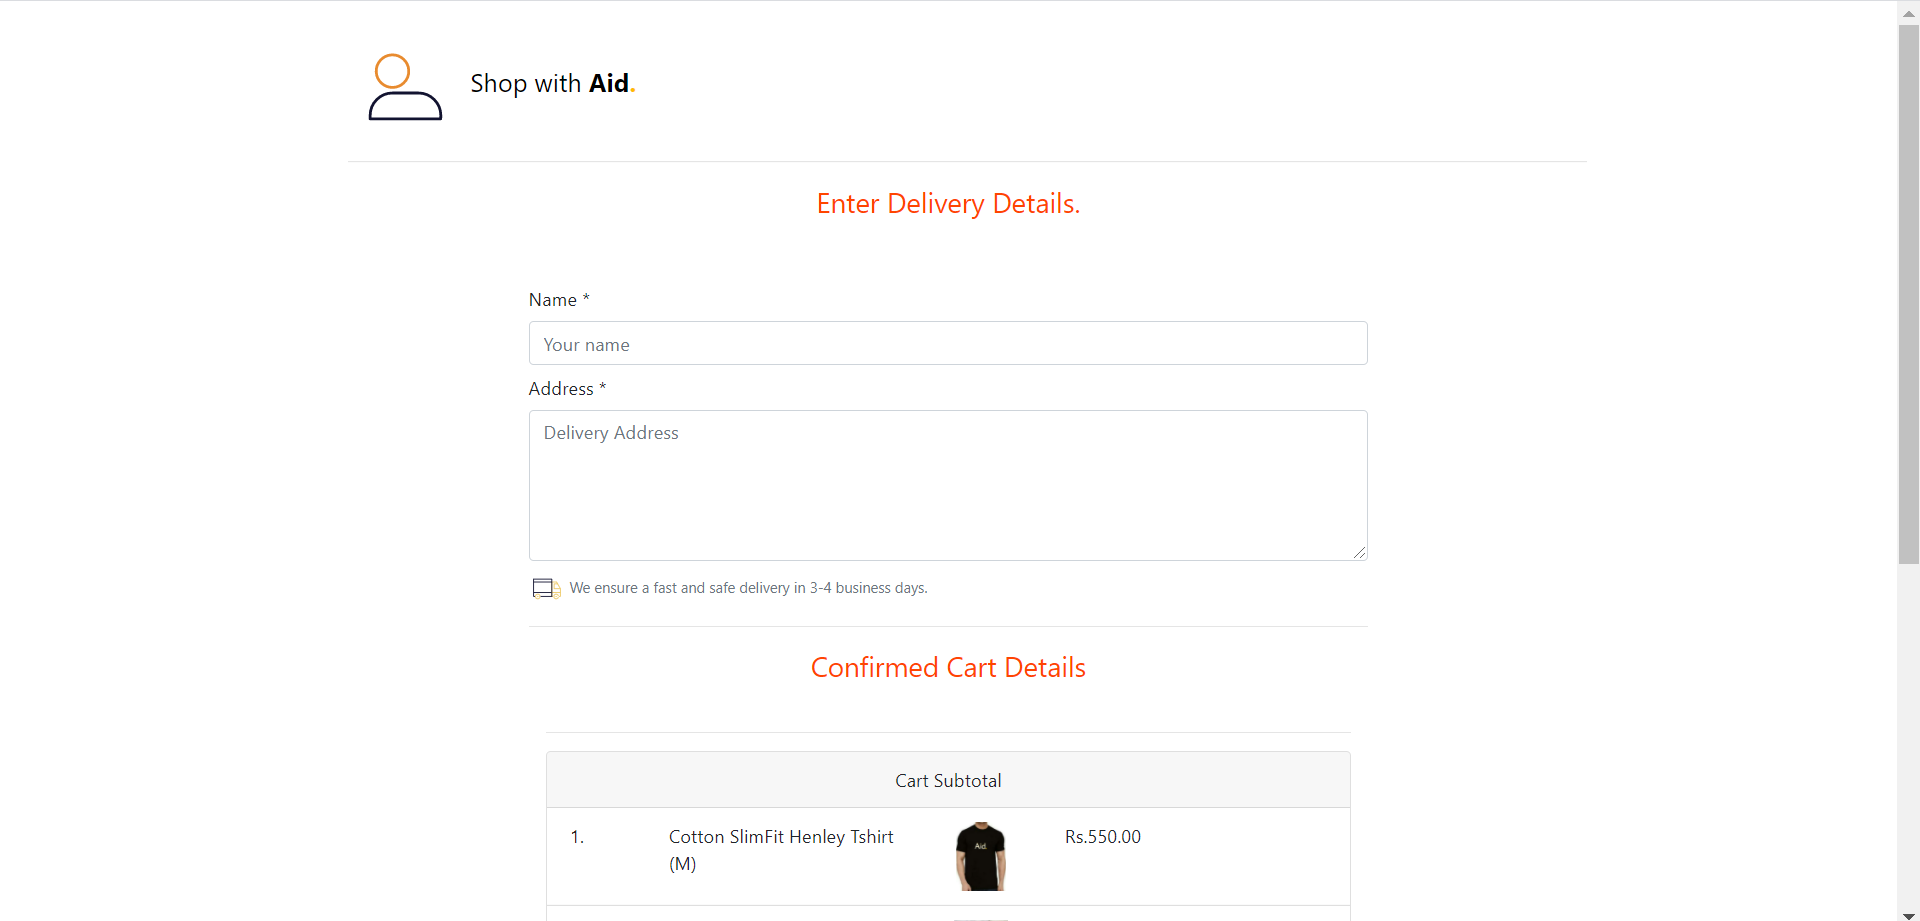 Shop with Aid.
Enter Delivery Details.
Name *
Your name
Address *
Delivery Address
We ensure a fast and safe delivery in 3-4 business days.
Confirmed Cart Details
Cart Subtotal
1. Cotton SlimFit Henley Tshirt Rs.550.00
(M)
Aid.